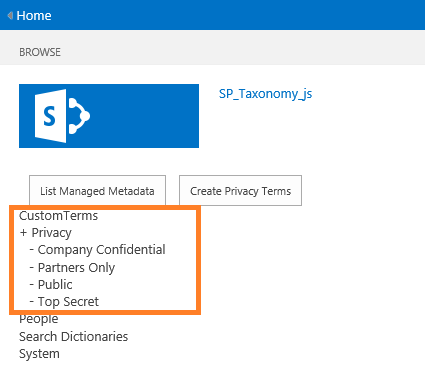 Home
BROWSE
S
SP_Taxonomy_js
List Managed Metadata
Create Privacy Terms
CustomTerms
+ Privacy
- Company Confidential
- Partners Only
- Public
- Top Secret
People
Search Dictionaries
System